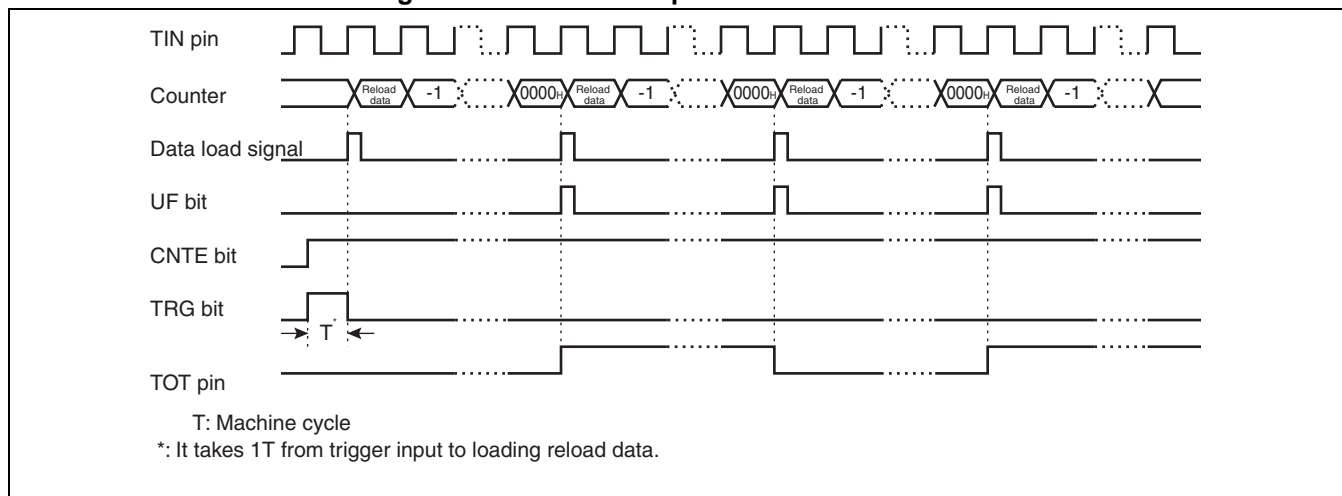 TIN pin
Counter
Reload data -1 0000H Reload data -1 0000H Reload data -1 0000H Reload data -1
Data load signal
UF bit
CNTE bit
TRG bit
T*
TOT pin
T: Machine cycle
*: It takes 1T from trigger input to loading reload data.